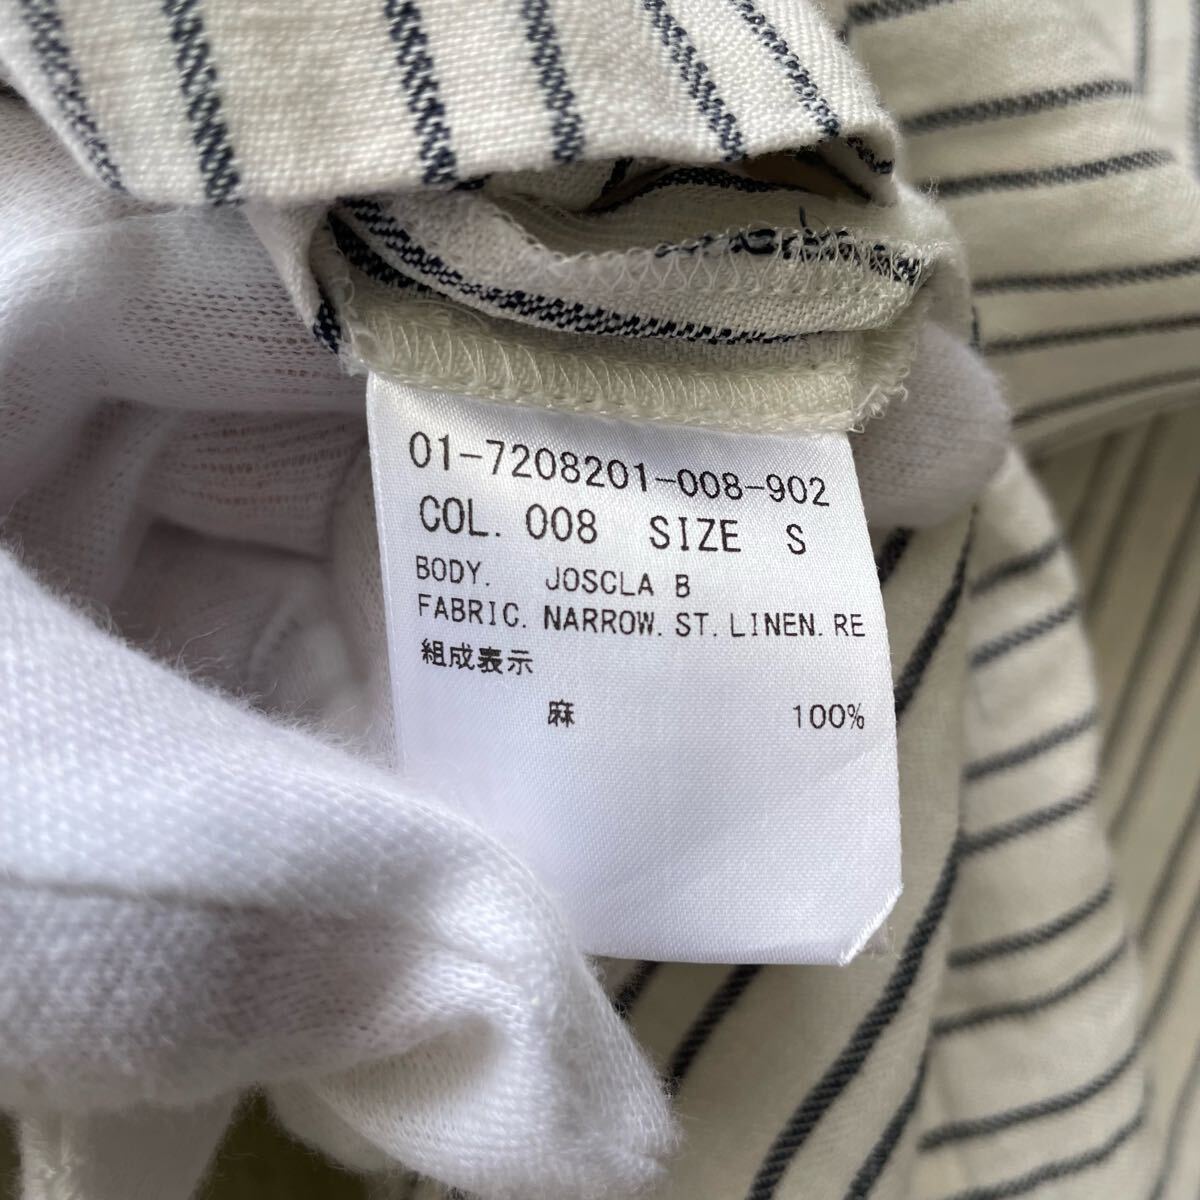 01-7208201-008-902
COL. 008 SIZE S
BODY. JOSCLA B
FABRIC. NARROW. ST. LINEN. RE
組成表示
麻 100%